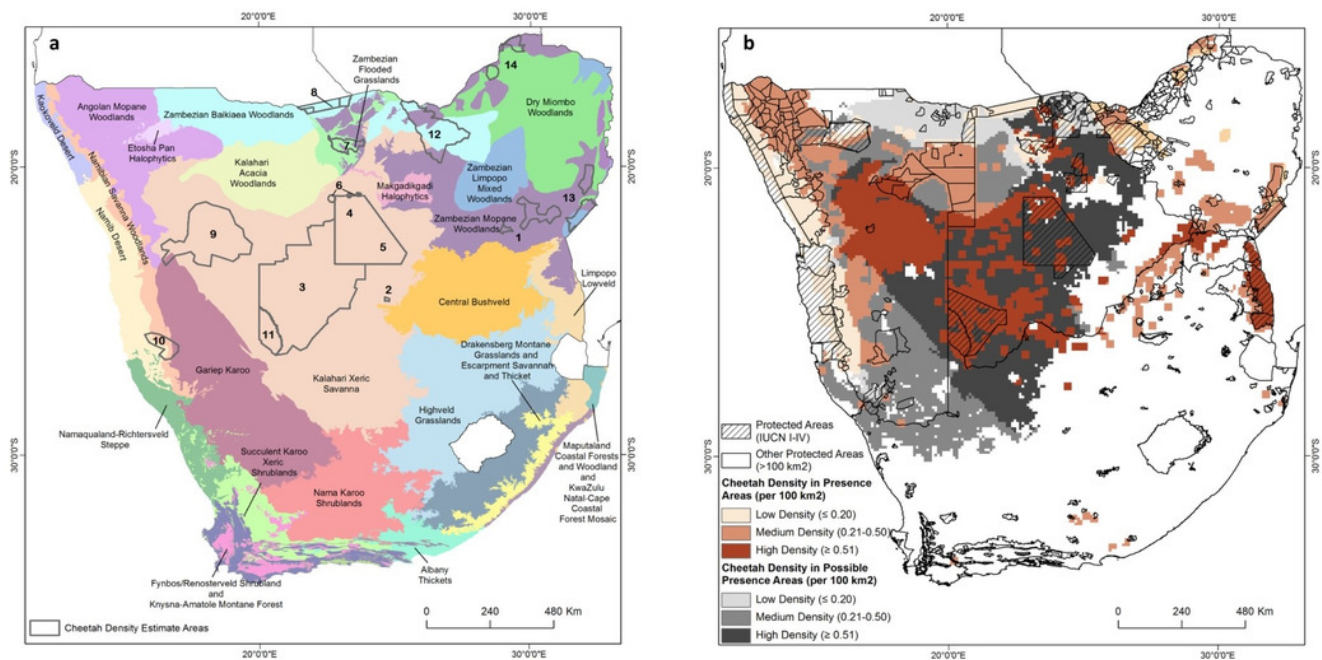 20°0'0"E
30°0'0"E
a
Zambezian
Flooded
Grasslands
14
8
Angolan Mopane
Woodlands
Zambezian Baikiaea Woodlands
Dry Miombo
Woodlands
Kaokoveld Desert
12
Etosha Pan
Halophytics
7
20°0'0"S
Namibian Savanna Woodlands
Kalahari
Acacia
Woodlands
Zambezian
Limpopo
Mixed
Woodlands
6
Makgadikgadi
Halophytics
13
4
Namib Desert
9
Zambezian Mopane
Woodlands
1
5
3
2
Limpopo
Lowveld
Central Bushveld
11
10
Drakensberg Montane
Grasslands and
Escarpment Savannah
and Thicket
Gariep Karoo
Kalahari Xeric
Savanna
Highveld
Grasslands
Namaqualand-Richtersveld
Steppe
30°0'0"S
Succulent Karoo
Xeric
Shrublands
Maputaland
Coastal Forests
and Woodland
and
KwaZulu
Natal-Cape
Coastal
Forest Mosaic
Nama Karoo
Shrublands
Albany
Thickets
Fynbos/Renosterveld Shrubland
and
Knysna-Amatole Montane Forest
0 240 480 Km
Cheetah Density Estimate Areas
20°0'0"E
30°0'0"E
20°0'0"E
30°0'0"E
b
20°0'0"S
20°0'0"S
30°0'0"S
30°0'0"S
Protected Areas
(IUCN I-IV)
Other Protected Areas
(>100 km2)
Cheetah Density in Presence
Areas (per 100 km2)
Low Density (≤ 0.20)
Medium Density (0.21-0.50)
High Density (≥ 0.51)
Cheetah Density in Possible
Presence Areas (per 100 km2)
Low Density (≤ 0.20)
Medium Density (0.21-0.50)
High Density (≥ 0.51)
0 240 480 Km
20°0'0"E
30°0'0"E